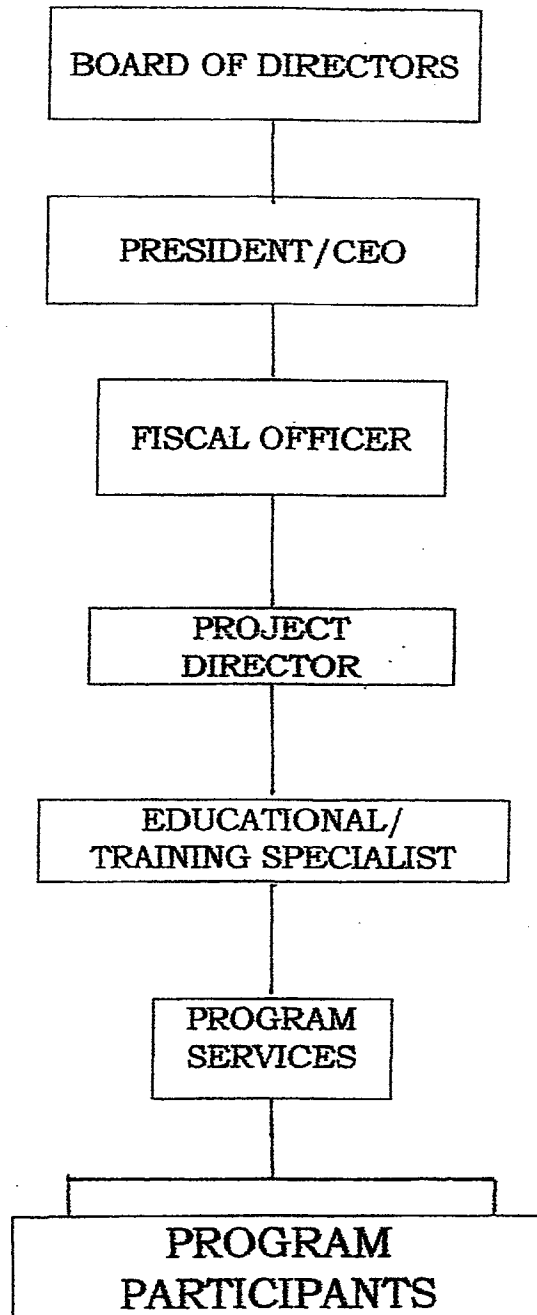 BOARD OF DIRECTORS
PRESIDENT/CEO
FISCAL OFFICER
PROJECT
DIRECTOR
EDUCATIONAL/
TRAINING SPECIALIST
PROGRAM
SERVICES
PROGRAM
PARTICIPANTS